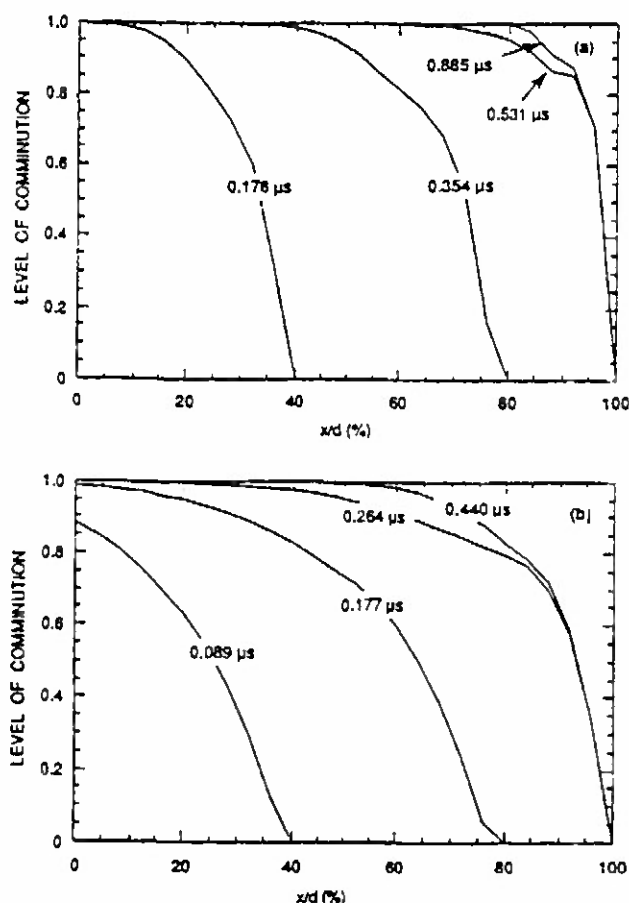 1.0
0.8
0.6
0.4
0.2
0
LEVEL OF COMMINUTION
(a)
0.885 µs
0.531 µs
0.176 µs
0.354 µs
0 20 40 60 80 100
x/d (%)
1.0
0.8
0.6
0.4
0.2
0
LEVEL OF COMMINUTION
(b)
0.440 µs
0.264 µs
0.177 µs
0.089 µs
0 20 40 60 80 100
x/d (%)